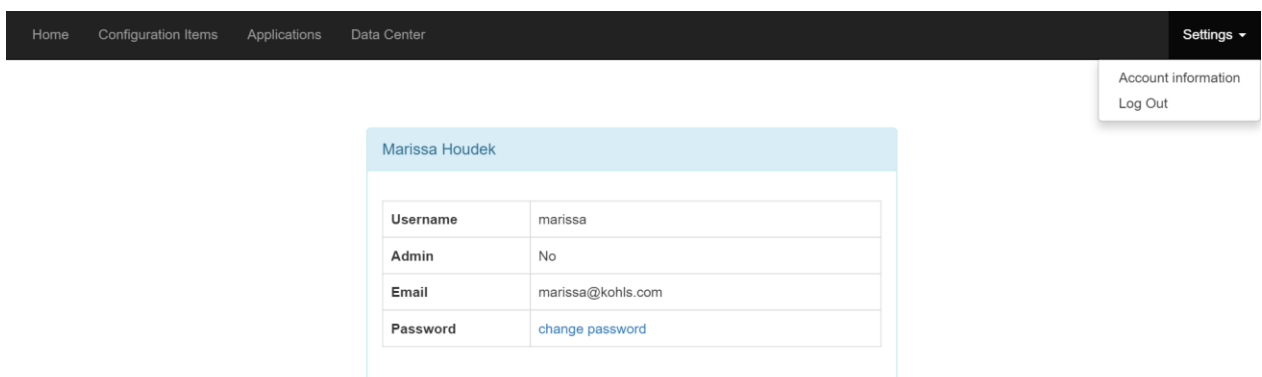 Home Configuration Items Applications Data Center Settings
Account information
Log Out
Marissa Houdek
Username marissa
Admin No
Email marissa@kohls.com
Password change password